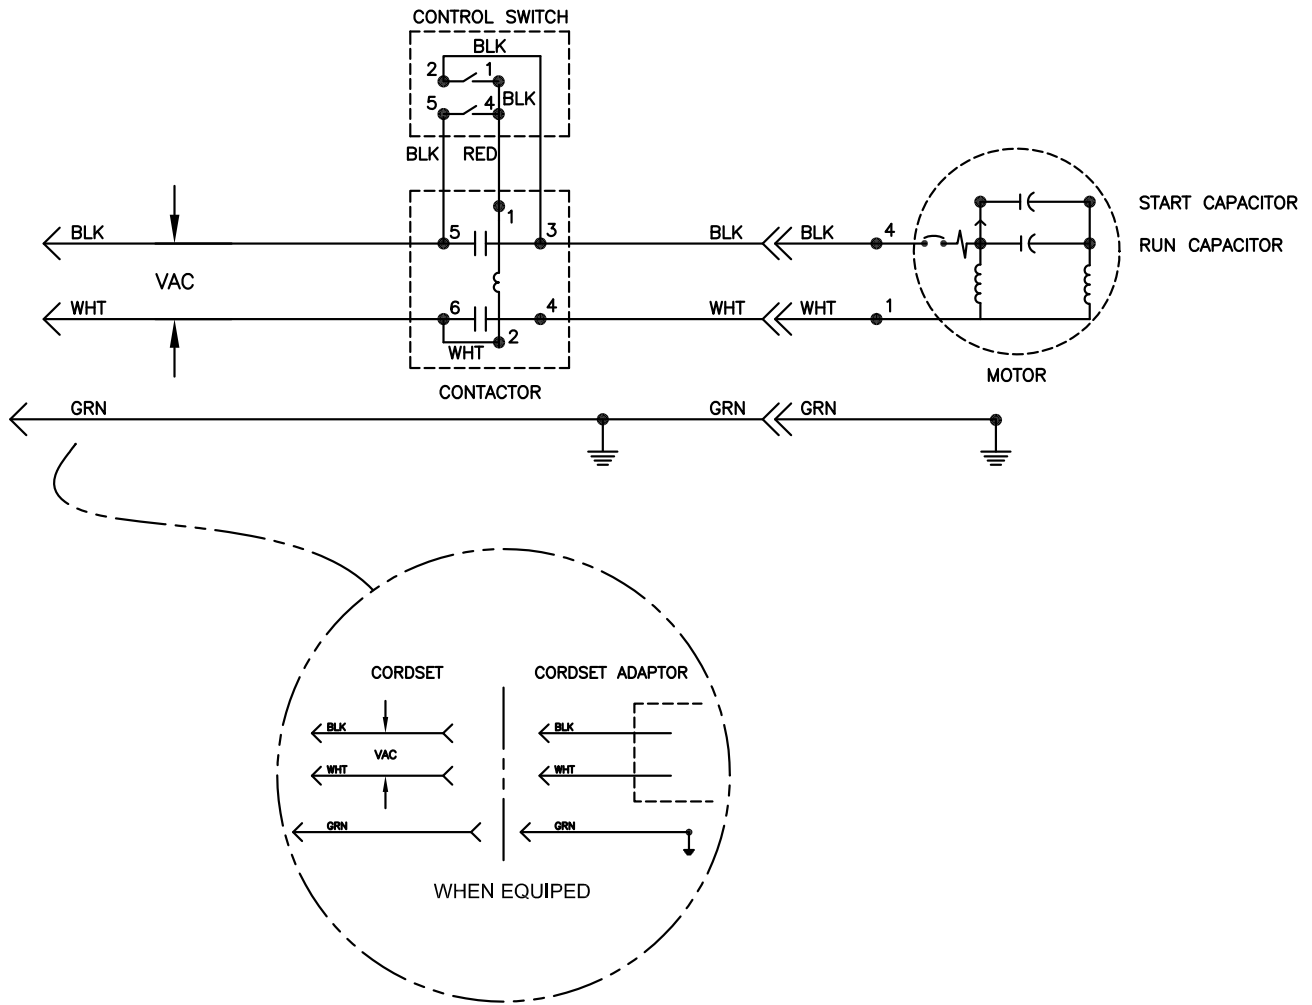 CONTROL SWITCH
BLK
2 1
BLK
5 4
BLK RED
1
START CAPACITOR
BLK 5 3 BLK BLK 4 RUN CAPACITOR
VAC
WHT 6 4 WHT WHT 1
2
WHT
MOTOR
CONTACTOR
GRN GRN GRN
CORDSET CORDSET ADAPTOR
BLK BLK
VAC
WHT WHT
GRN GRN
WHEN EQUIPED